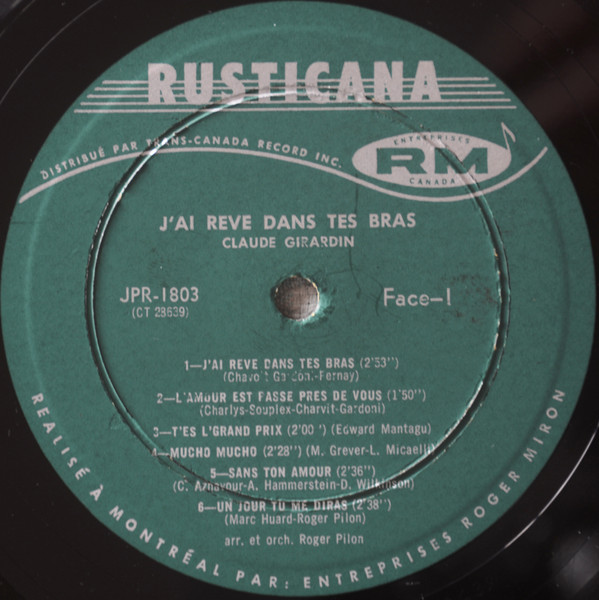 RUSTICANA
DISTRIBUÉ PAR TRANS-CANADA RECORD INC.
ENTREPRISES
RM
CANADA
J'AI REVE DANS TES BRAS
CLAUDE GIRARDIN
JPR-1803
(CT 28639)
Face-I
1—J'AI REVE DANS TES BRAS (2'53'')
Gardoni-Fernay)
2—L'AMOUR EST PASSE PRES DE VOUS (1'50'')
(Charlys-Souplex-Charvit-Gardoni)
3—T'ES L'GRAND PRIX (2'00 ') (Edward Mantagu)
4—MUCHO MUCHO (2'28'') (M. Grever-L. Micaelli)
5—SANS TON AMOUR (2'36'')
(C. Aznavour-A. Hammerstein-D. Wilkinson)
6—UN JOUR TU ME DIRAS (2'38'')
(Marc Huard-Roger Pilon)
arr. et orch. Roger Pilon
REALISÉ À MONTRÉAL PAR: ENTREPRISES ROGER MIRON